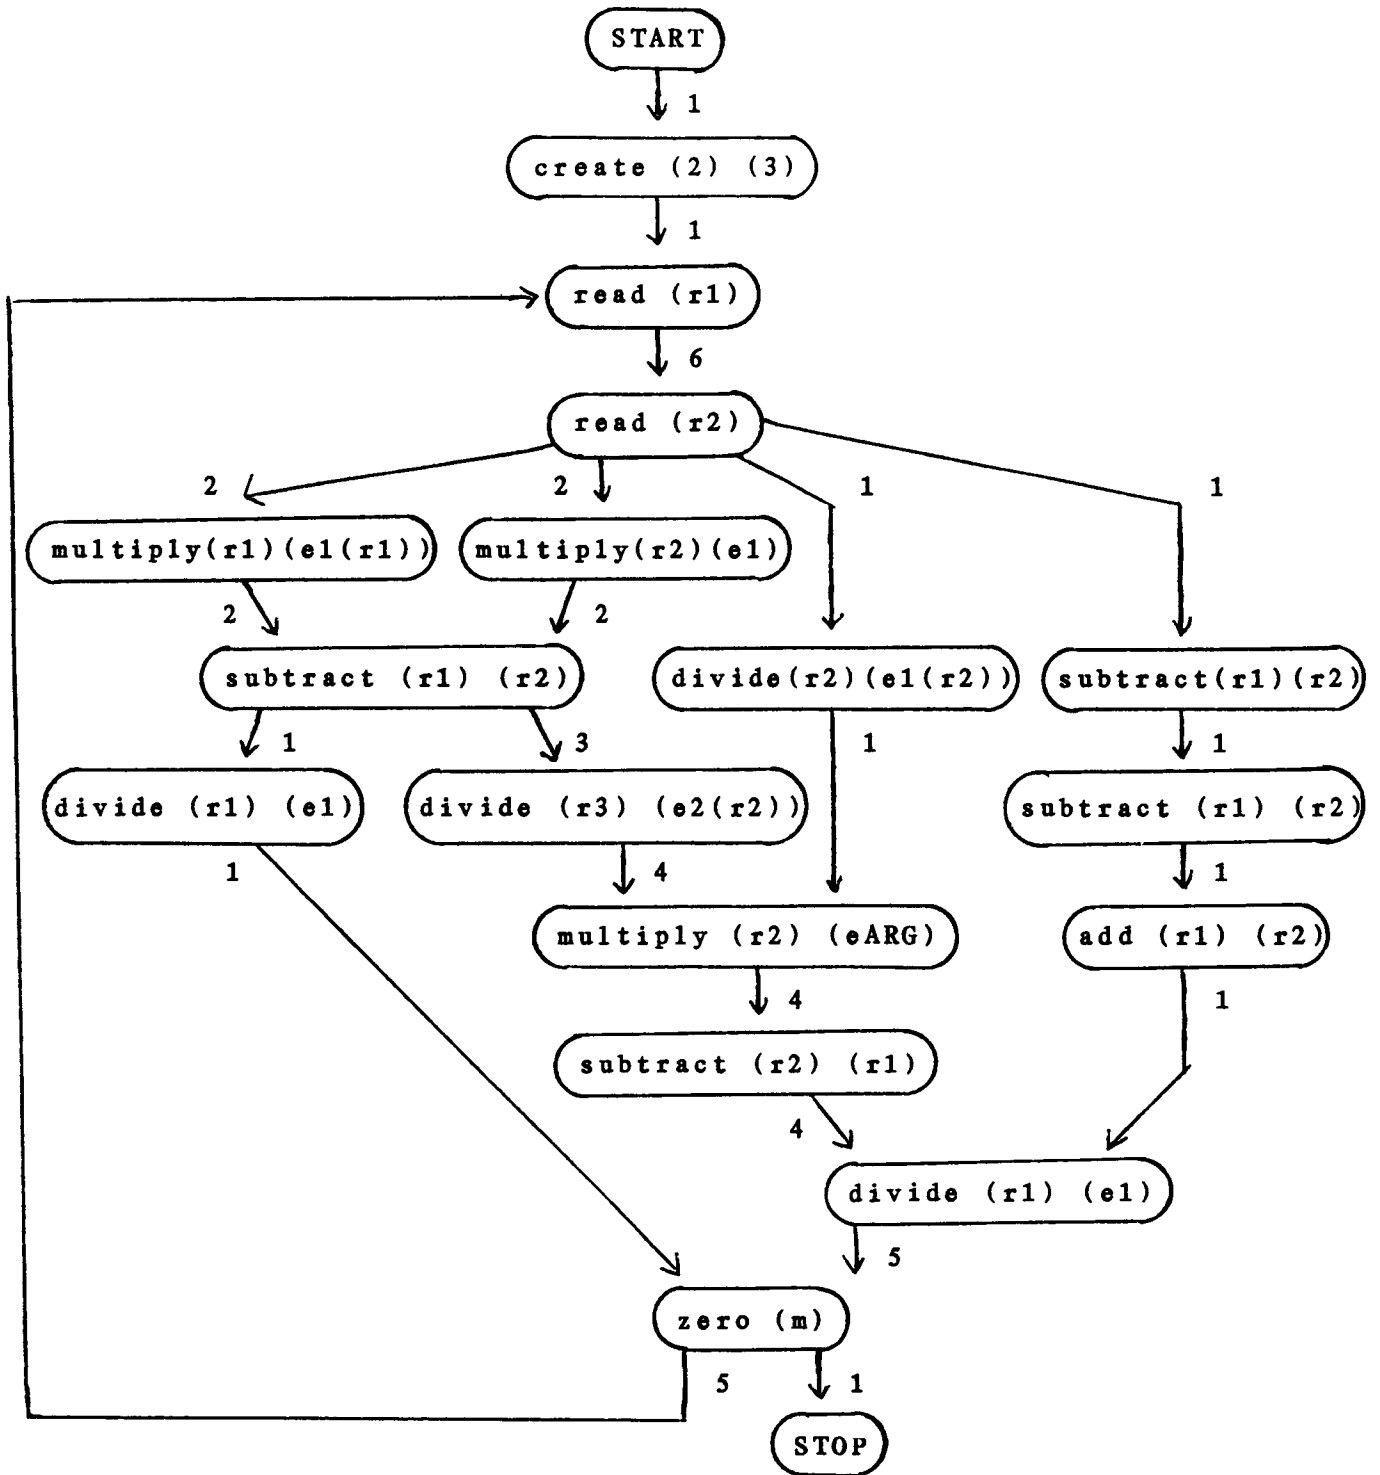 START
1
create (2) (3)
1
read (r1)
6
read (r2)
2 2 1 1
multiply(r1)(e1(r1)) multiply(r2)(e1)
2 2
subtract (r1) (r2) divide(r2)(e1(r2)) subtract(r1)(r2)
1 3 1 1
divide (r1) (e1) divide (r3) (e2(r2)) subtract (r1) (r2)
1 4 1
multiply (r2) (eARG) add (r1) (r2)
4 1
subtract (r2) (r1)
4
divide (r1) (e1)
5
zero (m)
5 1
STOP